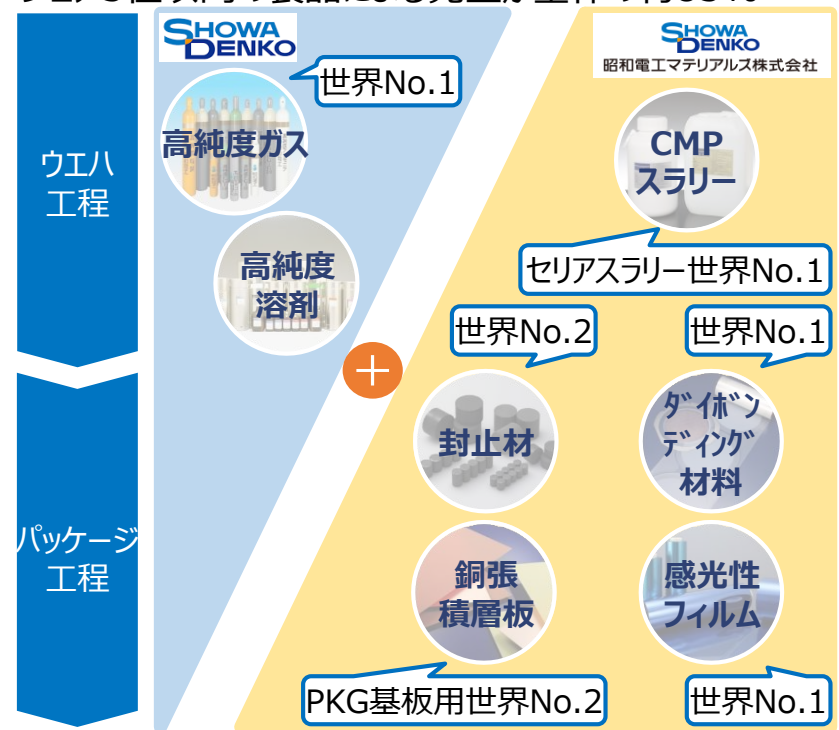 SHOWA
DENKO
SHOWA
DENKO
昭和電工マテリアルズ株式会社
世界No.1
高純度ガス
CMP
スラリー
ウエハ
工程
セリアスラリー世界No.1
高純度
溶剤
世界No.2
世界No.1
封止材
ﾀﾞｲﾎﾞﾝ
ﾃﾞｨﾝｸﾞ
材料
パッケージ
工程
銅張
積層板
感光性
フィルム
PKG基板用世界No.2
世界No.1